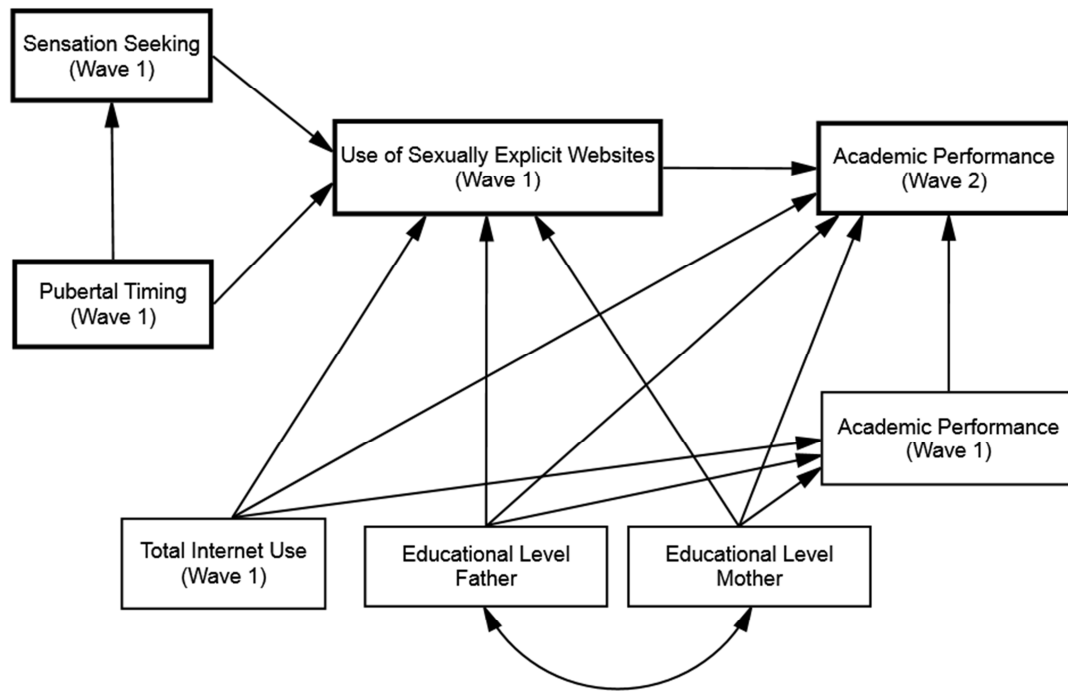 Sensation Seeking
(Wave 1)
Use of Sexually Explicit Websites
(Wave 1)
Academic Performance
(Wave 2)
Pubertal Timing
(Wave 1)
Academic Performance
(Wave 1)
Total Internet Use
(Wave 1)
Educational Level
Father
Educational Level
Mother